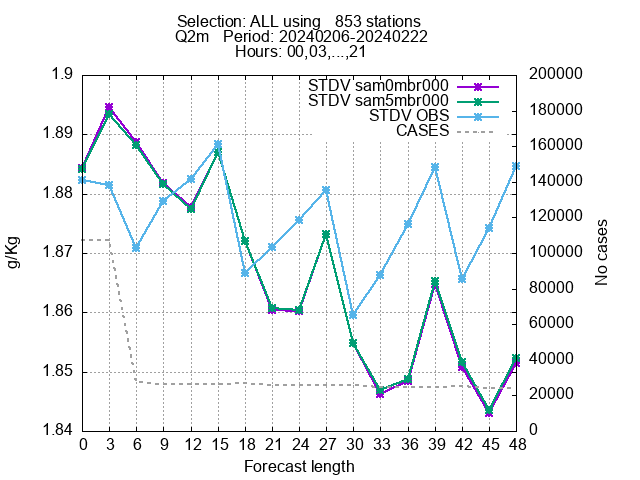 Selection: ALL using   853 stations
Q2m   Period: 20240206-20240222
Hours: 00,03,...,21
STDV sam0mbr000
STDV sam5mbr000
STDV OBS
CASES
1.9
1.89
1.88
1.87
1.86
1.85
1.84
g/Kg
200000
180000
160000
140000
120000
100000
80000
60000
40000
20000
0
No cases
0 3 6 9 12 15 18 21 24 27 30 33 36 39 42 45 48
Forecast length